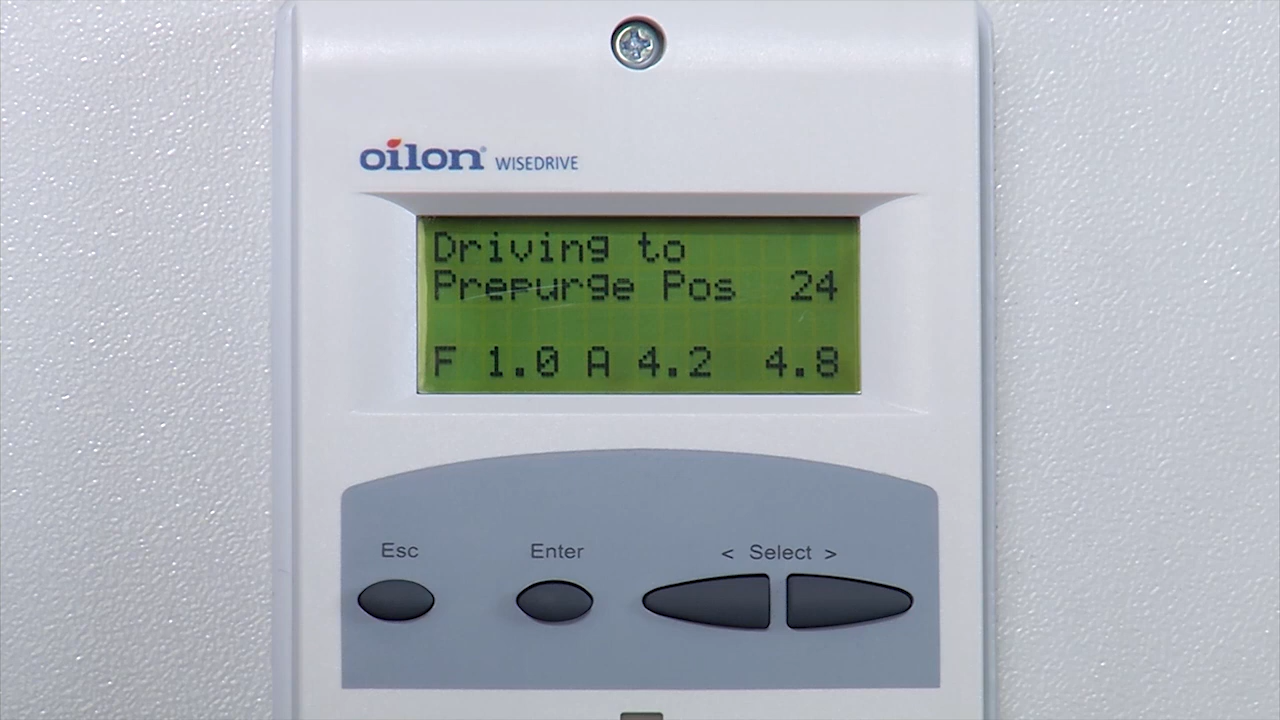 oilon® WISEDRIVE
Driving to
Prepurge Pos 24
F 1.0 A 4.2 4.8
Esc Enter < Select >